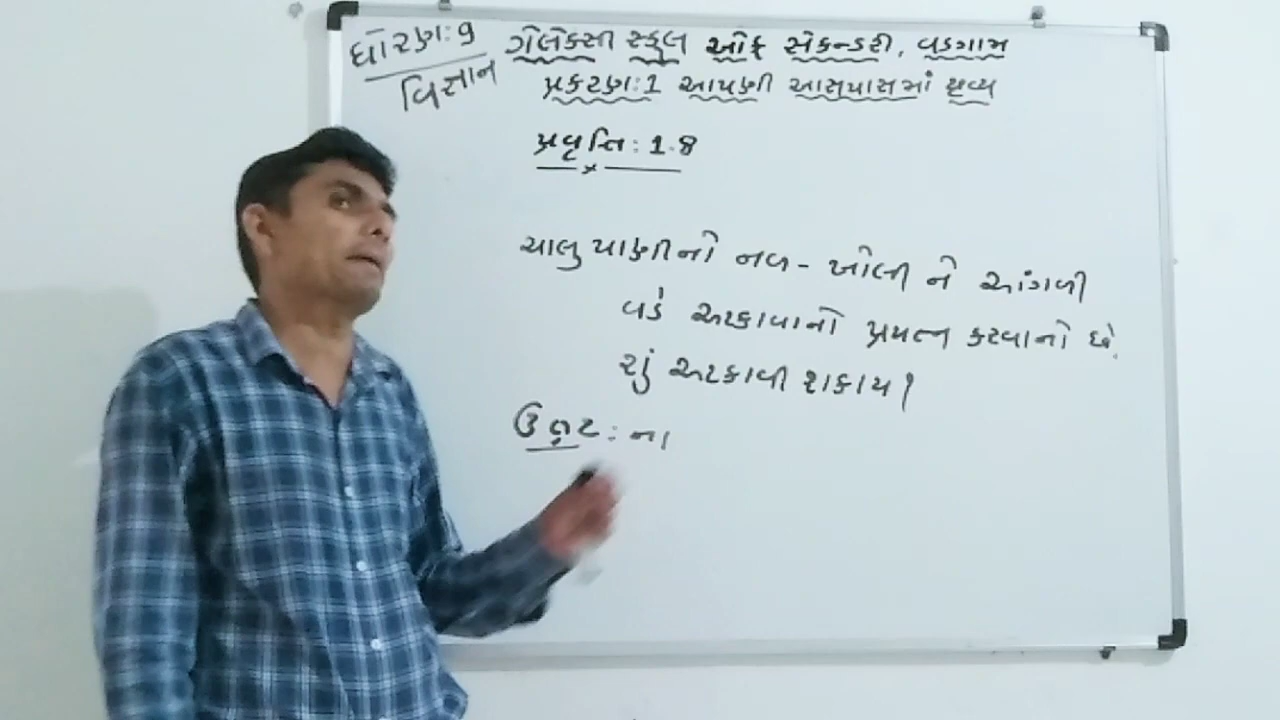 ધોરણ:9
વિજ્ઞાન
ગેલેક્સી સ્કુલ ઓફ સેકન્ડરી, વડગામ
પ્રકરણ:1 આપણી આસપાસમાં દ્રવ્ય
પ્રવૃત્તિ: 1.8
ચાલુ પાણીનો નળ - ખોલી ને આંગળી
વડે અટકાવાનો પ્રયત્ન કરવાનો છે.
શું અટકાવી શકાય?
ઉત્તર: ના